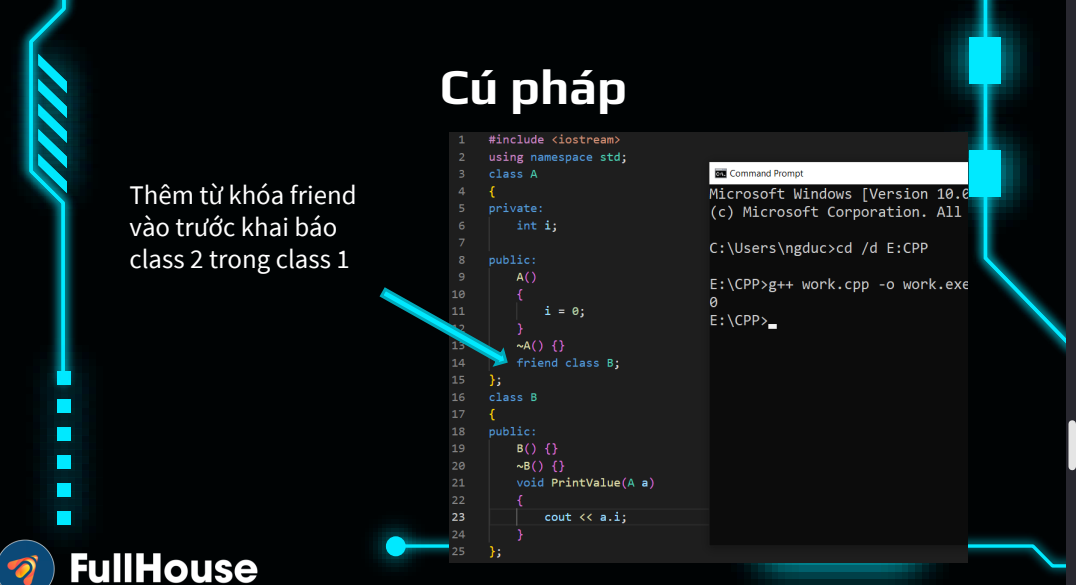 Cú pháp
Thêm từ khóa friend
vào trước khai báo
class 2 trong class 1
1 #include <iostream>
2 using namespace std;
3 class A
4 {
5 private:
6 int i;
7
8 public:
9 A()
10 {
11 i = 0;
12 }
13 ~A() {}
14 friend class B;
15 };
16 class B
17 {
18 public:
19 B() {}
20 ~B() {}
21 void PrintValue(A a)
22 {
23 cout << a.i;
24 }
25 };
Command Prompt
Microsoft Windows [Version 10.0
(c) Microsoft Corporation. All
C:\Users\ngduc>cd /d E:CPP
E:\CPP>g++ work.cpp -o work.exe
0
E:\CPP>
FullHouse